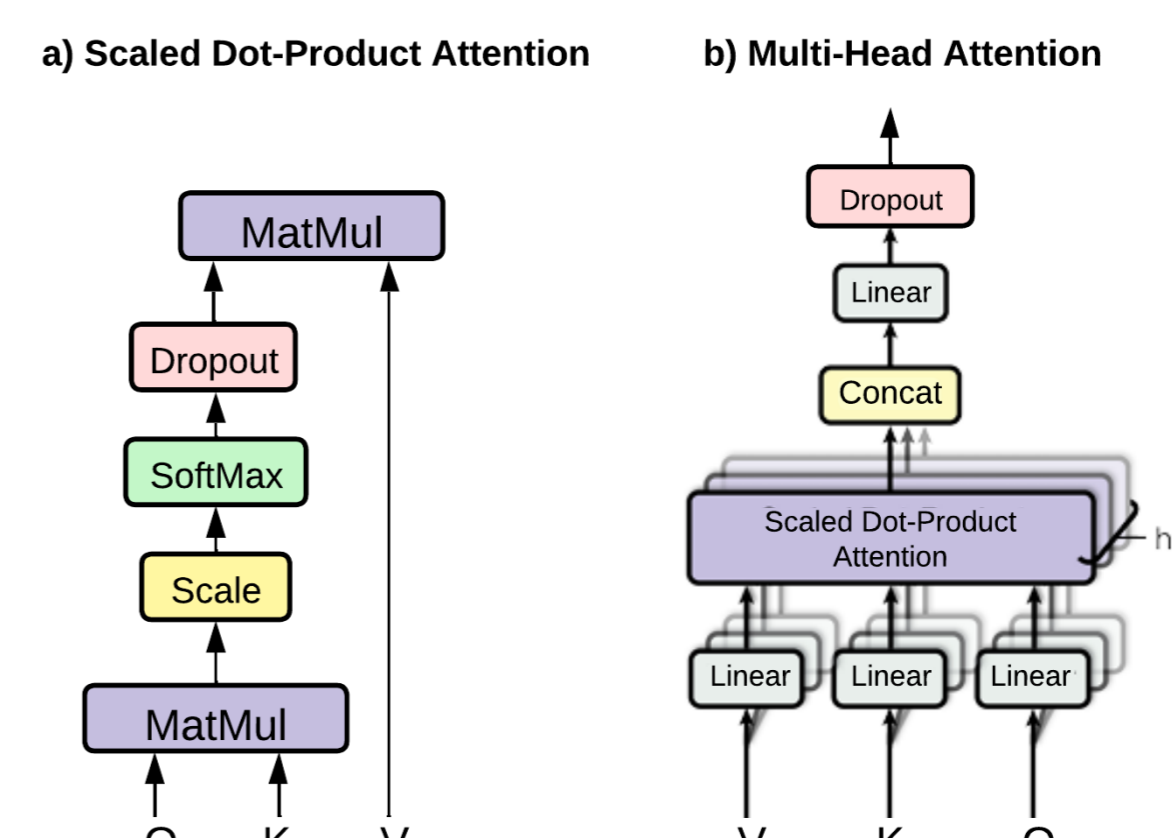 a) Scaled Dot-Product Attention
MatMul
Dropout
SoftMax
Scale
MatMul
Q K V
b) Multi-Head Attention
Dropout
Linear
Concat
Scaled Dot-Product
Attention
h
Linear Linear Linear
V K Q